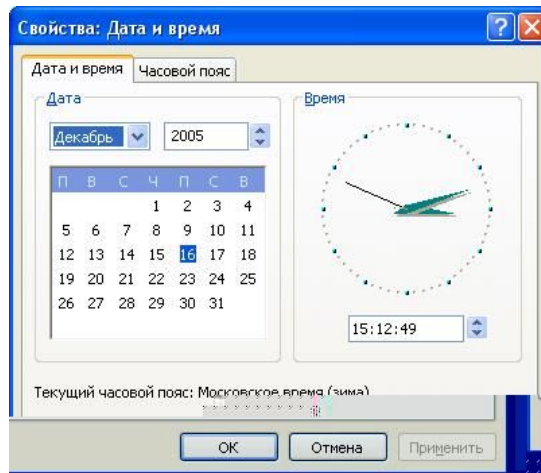 Свойства: Дата и время
Дата и время Часовой пояс
Дата
Время
Декабрь 2005
П В С Ч П С В
1 2 3 4
5 6 7 8 9 10 11
12 13 14 15 16 17 18
19 20 21 22 23 24 25
26 27 28 29 30 31
15:12:49
Текущий часовой пояс: Московское время (зима)
ОК Отмена Применить